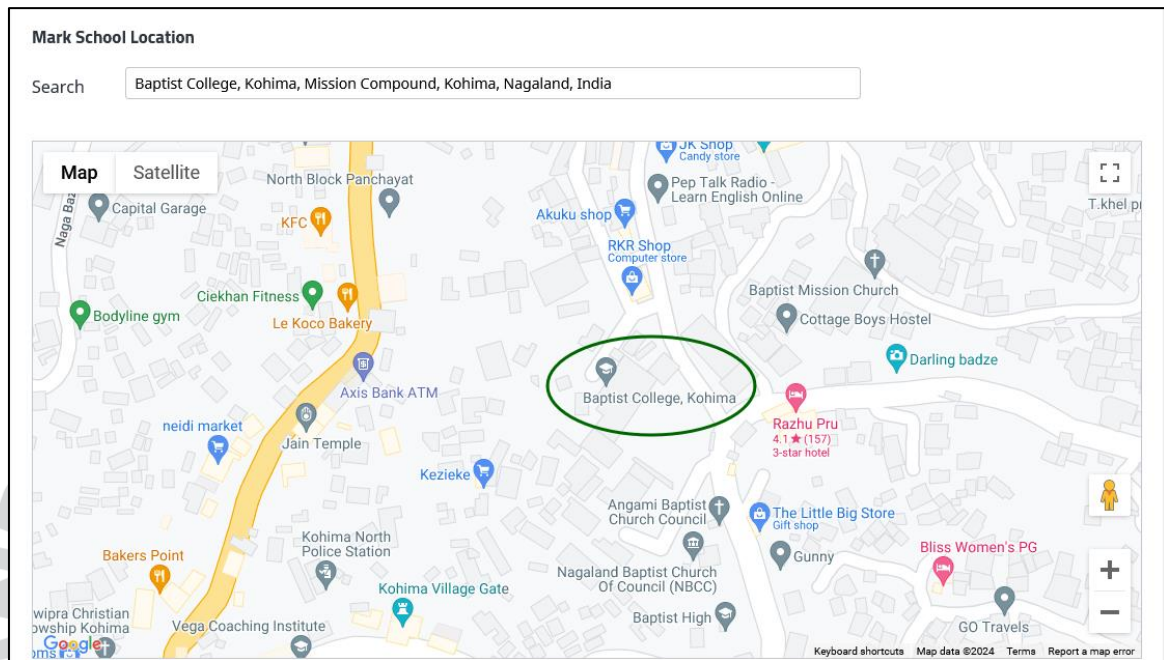 Mark School Location
Search
Baptist College, Kohima, Mission Compound, Kohima, Nagaland, India
Map
Satellite
JK Shop
Candy store
North Block Panchayat
Pep Talk Radio -
Learn English Online
Capital Garage
T.khel
Naga
KFC
Akuku shop
RKR Shop
Computer store
Baptist Mission Church
Ciekhan Fitness
Bodyline gym
Le Koco Bakery
Cottage Boys Hostel
Darling badze
Axis Bank ATM
Baptist College, Kohima
Razhu Pru
4.1★ (157)
3-star hotel
neidi market
Jain Temple
Kezieke
Angami Baptist
Church Council
The Little Big Store
Gift shop
Kohima North
Police Station
Bakers Point
Bliss Women's PG
Gunny
Nagaland Baptist Church
Of Council (NBCC)
Kohima Village Gate
Baptist High
wipra Christian
owship Kohima
Vega Coaching Institute
GO Travels
Google
Keyboard shortcuts
Map data ©2024
Terms
Report a map error